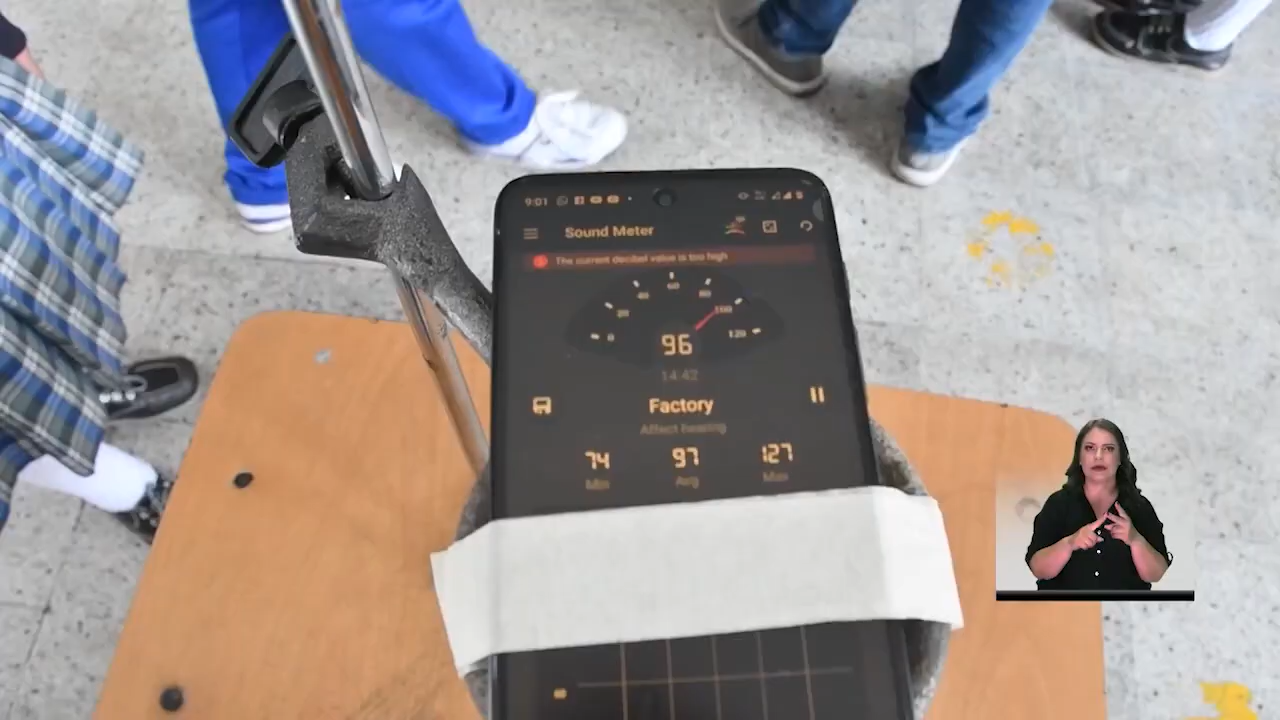 9:01
Sound Meter
The current decibel value is too high
0 20 40 60 80 100 120
96
14:42
Factory
Affect hearing
74 97 127
Min Avg Max